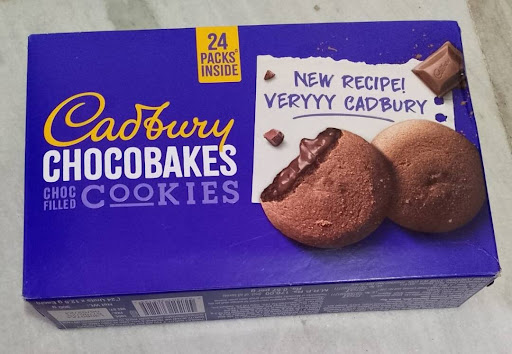 24
PACKS
INSIDE
NEW RECIPE!
VERYYY CADBURY
Cadbury
CHOCOBAKES
CHOC
FILLED
COOKIES